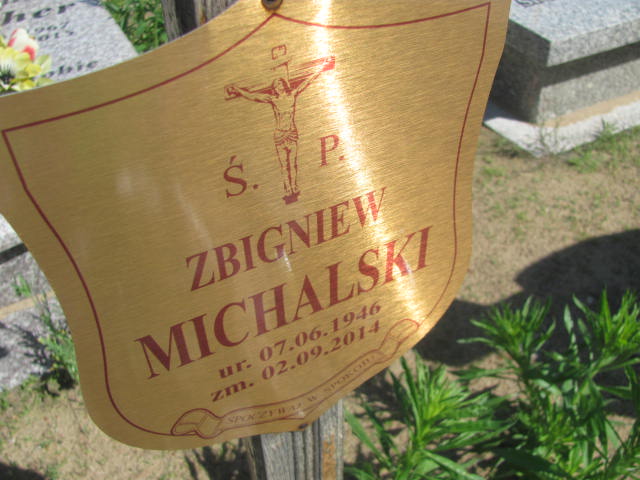 Ś. P.
ZBIGNIEW
MICHALSKI
ur. 07.06.1946
zm. 02.09.2014
SPOCZYWAJ W SPOKOJU